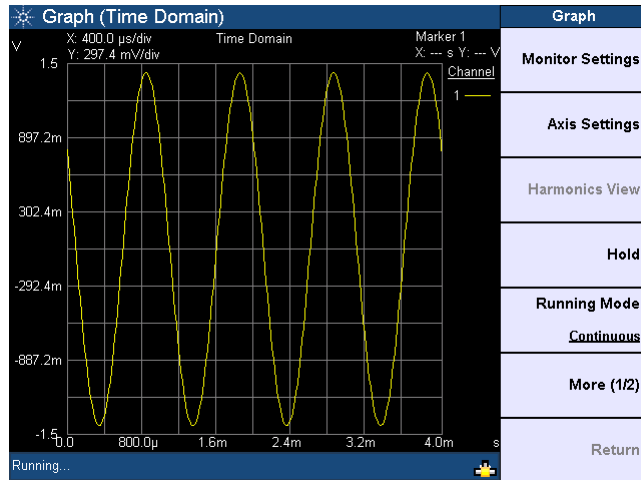 Graph (Time Domain)
Graph
V
X: 400.0 µs/div
Time Domain
Marker 1
Y: 297.4 mV/div
X: --- s Y: --- V
1.5
Channel
1
897.2m
302.4m
-292.4m
-887.2m
-1.5
0.0
800.0µ
1.6m
2.4m
3.2m
4.0m
s
Running...
Monitor Settings
Axis Settings
Harmonics View
Hold
Running Mode
Continuous
More (1/2)
Return